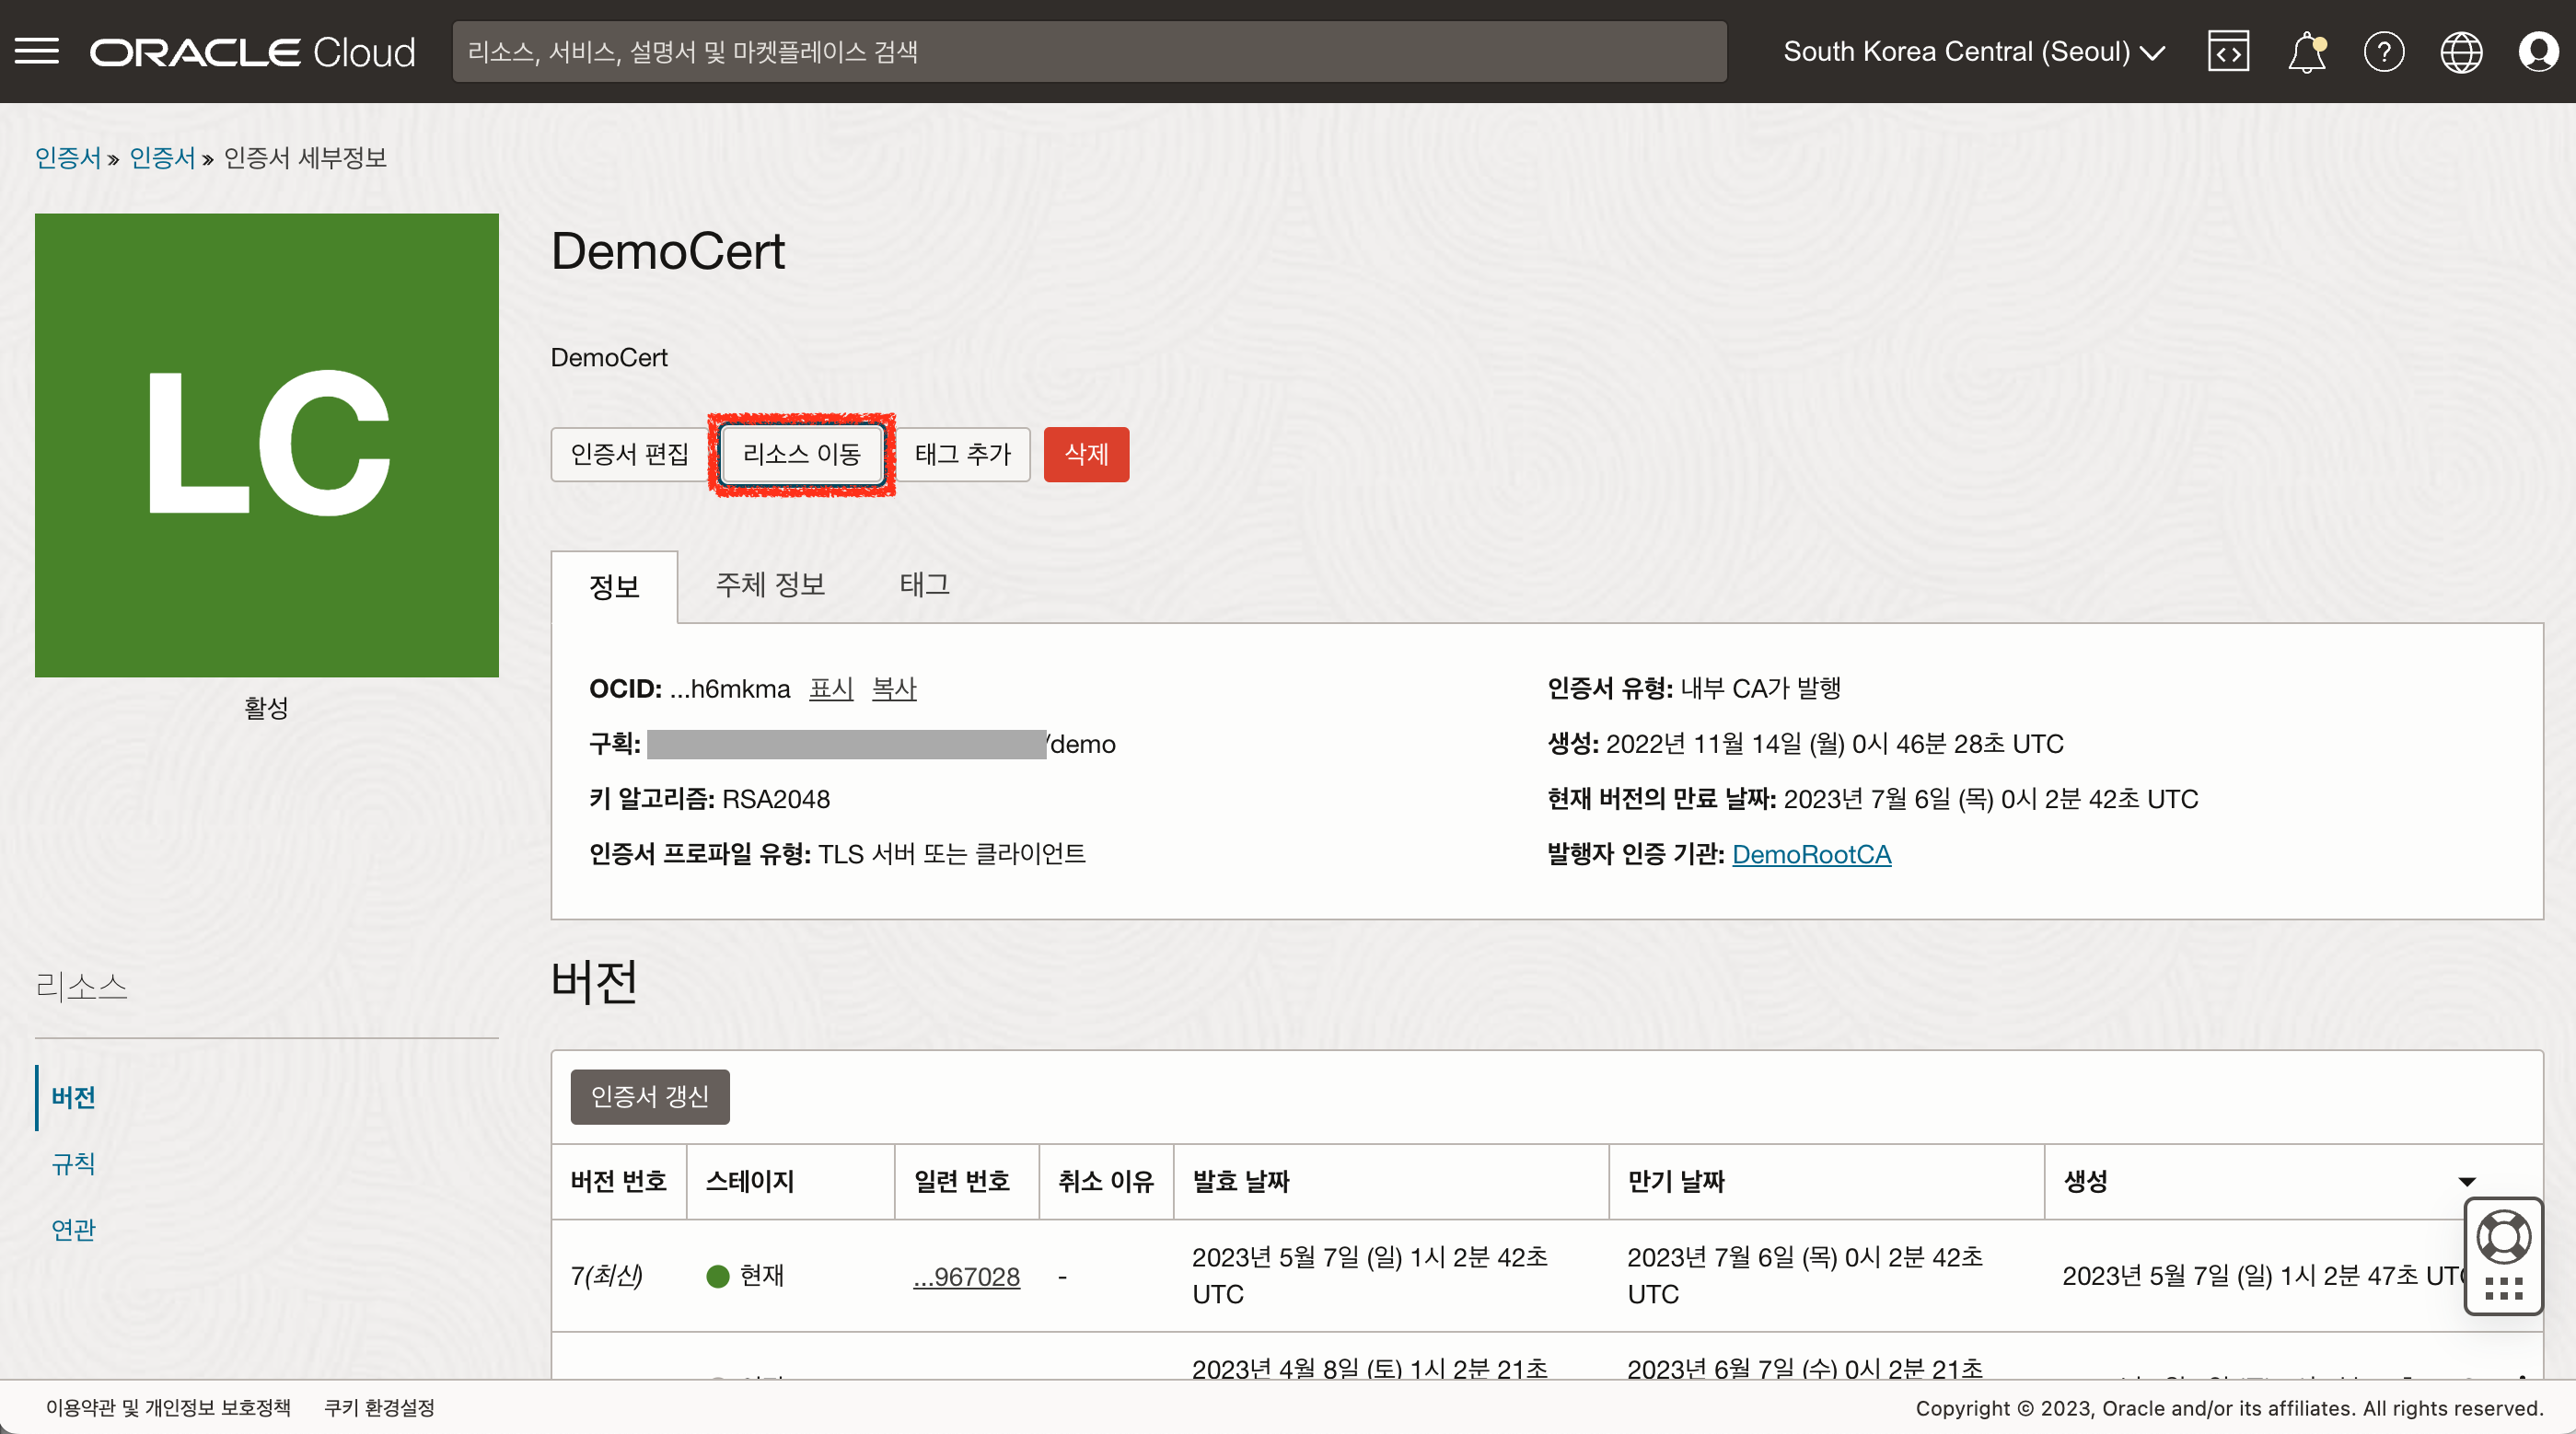 ORACLE Cloud
리소스, 서비스, 설명서 및 마켓플레이스 검색
South Korea Central (Seoul)
인증서 » 인증서 » 인증서 세부정보
LC
활성
DemoCert
DemoCert
인증서 편집 리소스 이동 태그 추가 삭제
정보 주체 정보 태그
OCID: ...h6mkma 표시 복사
구획: /demo
키 알고리즘: RSA2048
인증서 프로파일 유형: TLS 서버 또는 클라이언트
인증서 유형: 내부 CA가 발행
생성: 2022년 11월 14일 (월) 0시 46분 28초 UTC
현재 버전의 만료 날짜: 2023년 7월 6일 (목) 0시 2분 42초 UTC
발행자 인증 기관: DemoRootCA
리소스
버전
규칙
연관
버전
인증서 갱신
버전 번호 스테이지 일련 번호 취소 이유 발효 날짜 만기 날짜 생성
7(최신) 현재 ...967028 - 2023년 5월 7일 (일) 1시 2분 42초 UTC 2023년 7월 6일 (목) 0시 2분 42초 UTC 2023년 5월 7일 (일) 1시 2분 47초 UTC
2023년 4월 8일 (토) 1시 2분 21초 2023년 6월 7일 (수) 0시 2분 21초
이용약관 및 개인정보 보호정책 쿠키 환경설정
Copyright © 2023, Oracle and/or its affiliates. All rights reserved.